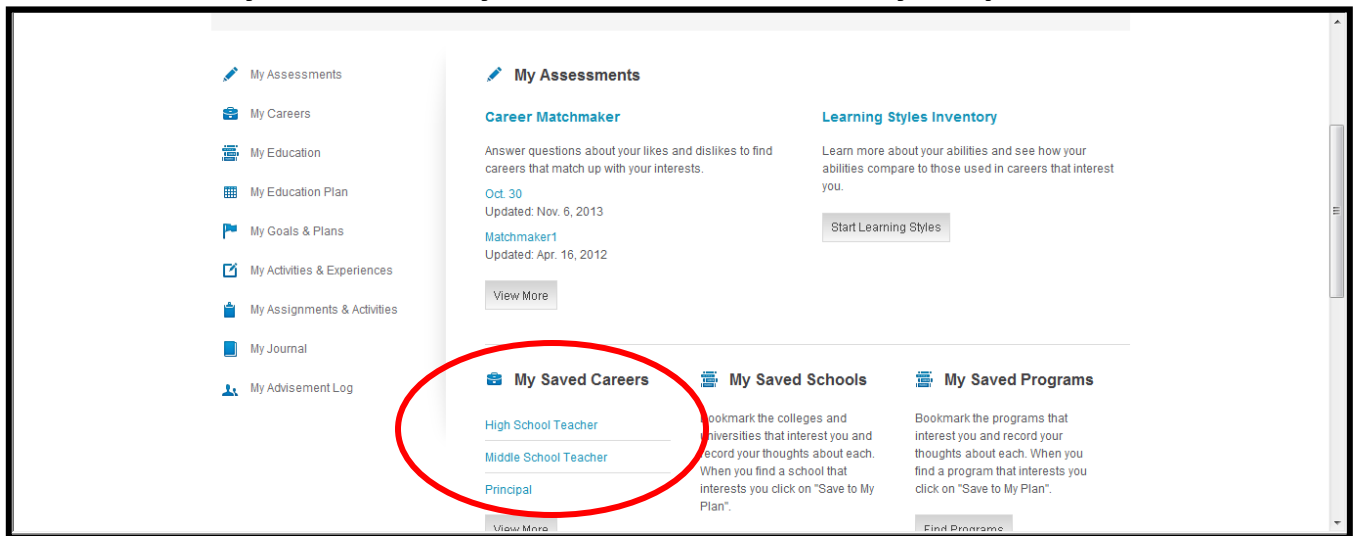 My Assessments
My Careers
My Education
My Education Plan
My Goals & Plans
My Activities & Experiences
My Assignments & Activities
My Journal
My Advisement Log
My Assessments
Career Matchmaker
Answer questions about your likes and dislikes to find
careers that match up with your interests.
Oct. 30
Updated: Nov. 6, 2013
Matchmaker1
Updated: Apr. 16, 2012
View More
Learning Styles Inventory
Learn more about your abilities and see how your
abilities compare to those used in careers that interest
you.
Start Learning Styles
My Saved Careers
High School Teacher
Middle School Teacher
Principal
View More
My Saved Schools
Bookmark the colleges and
universities that interest you and
record your thoughts about each.
When you find a school that
interests you click on "Save to My
Plan".
My Saved Programs
Bookmark the programs that
interest you and record your
thoughts about each. When you
find a program that interests you
click on "Save to My Plan".
Find Programs